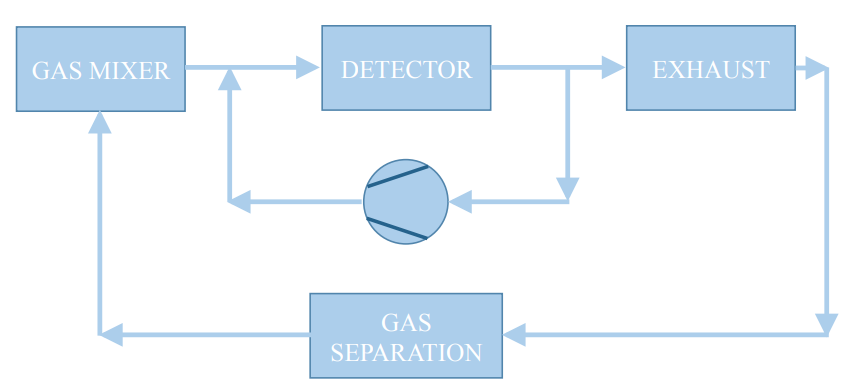 GAS MIXER
DETECTOR
EXHAUST
GAS
SEPARATION